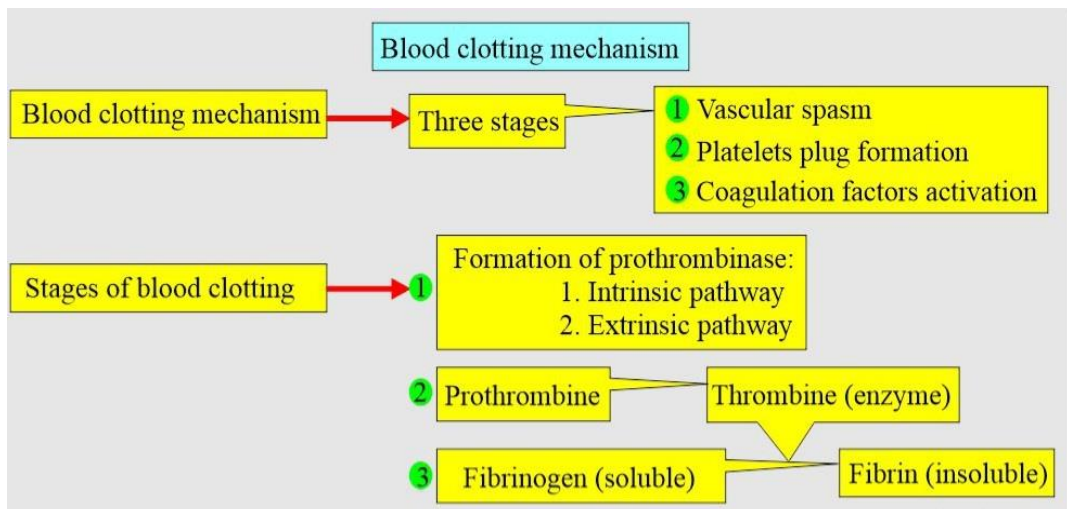 Blood clotting mechanism
Blood clotting mechanism
Three stages
1 Vascular spasm
2 Platelets plug formation
3 Coagulation factors activation
Stages of blood clotting
1 Formation of prothrombinase:
1. Intrinsic pathway
2. Extrinsic pathway
2 Prothrombine
Thrombine (enzyme)
3 Fibrinogen (soluble)
Fibrin (insoluble)